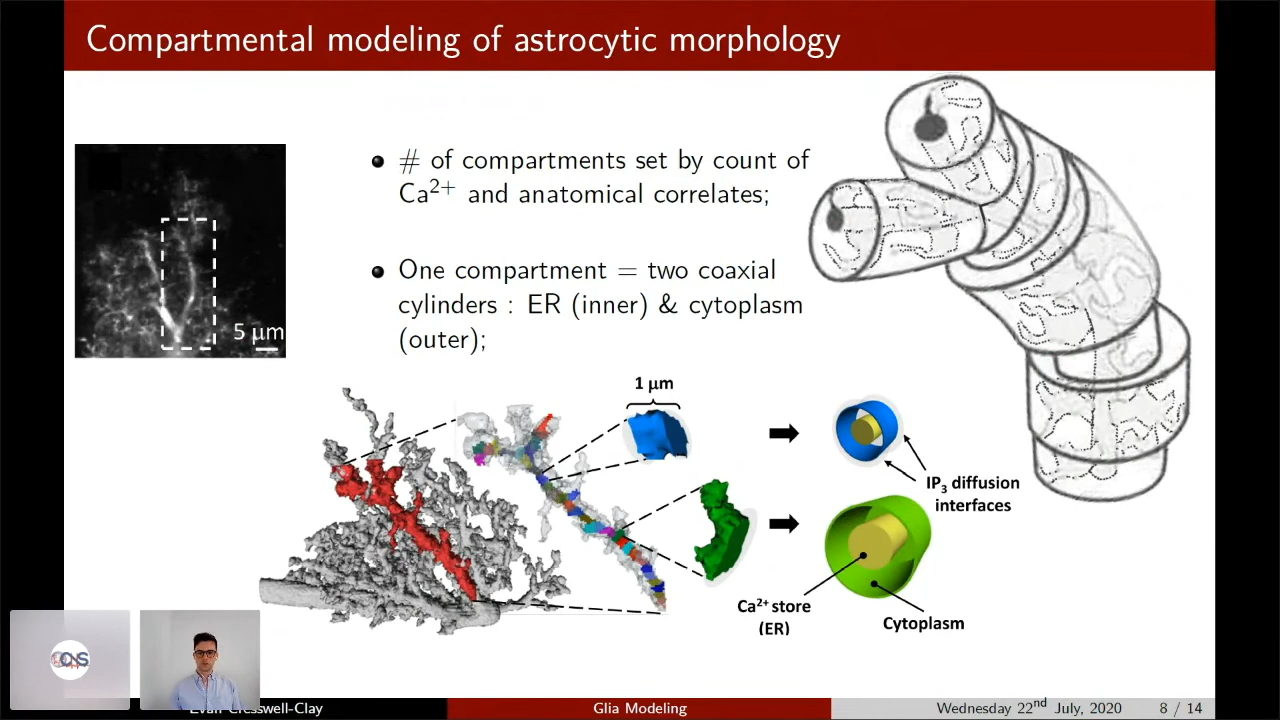 Compartmental modeling of astrocytic morphology
# of compartments set by count of
Ca²⁺ and anatomical correlates;
One compartment = two coaxial
cylinders : ER (inner) & cytoplasm
(outer);
5 μm
1 μm
IP₃ diffusion
interfaces
Ca²⁺ store
(ER)
Cytoplasm
Cresswell-Clay
Glia Modeling
Wednesday 22nd July, 2020
8 / 14